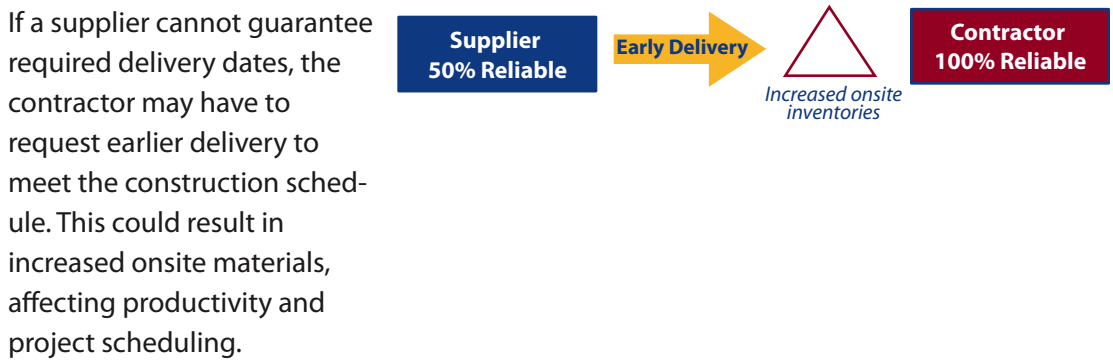 If a supplier cannot guarantee
required delivery dates, the
contractor may have to
request earlier delivery to
meet the construction sched-
ule. This could result in
increased onsite materials,
affecting productivity and
project scheduling.
Supplier
50% Reliable
Early Delivery
Increased onsite
inventories
Contractor
100% Reliable